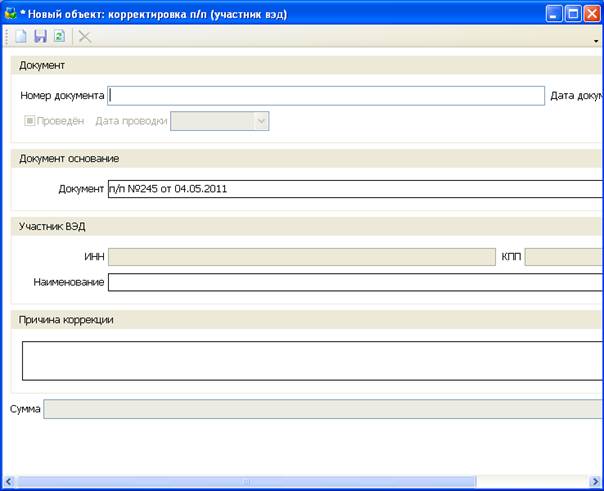 * Новый объект: корректировка п/п (участник вэд)
Документ
Номер документа Дата докум
Проведён Дата проводки
Документ основание
Документ п/п №245 от 04.05.2011
Участник ВЭД
ИНН КПП
Наименование
Причина коррекции
Сумма